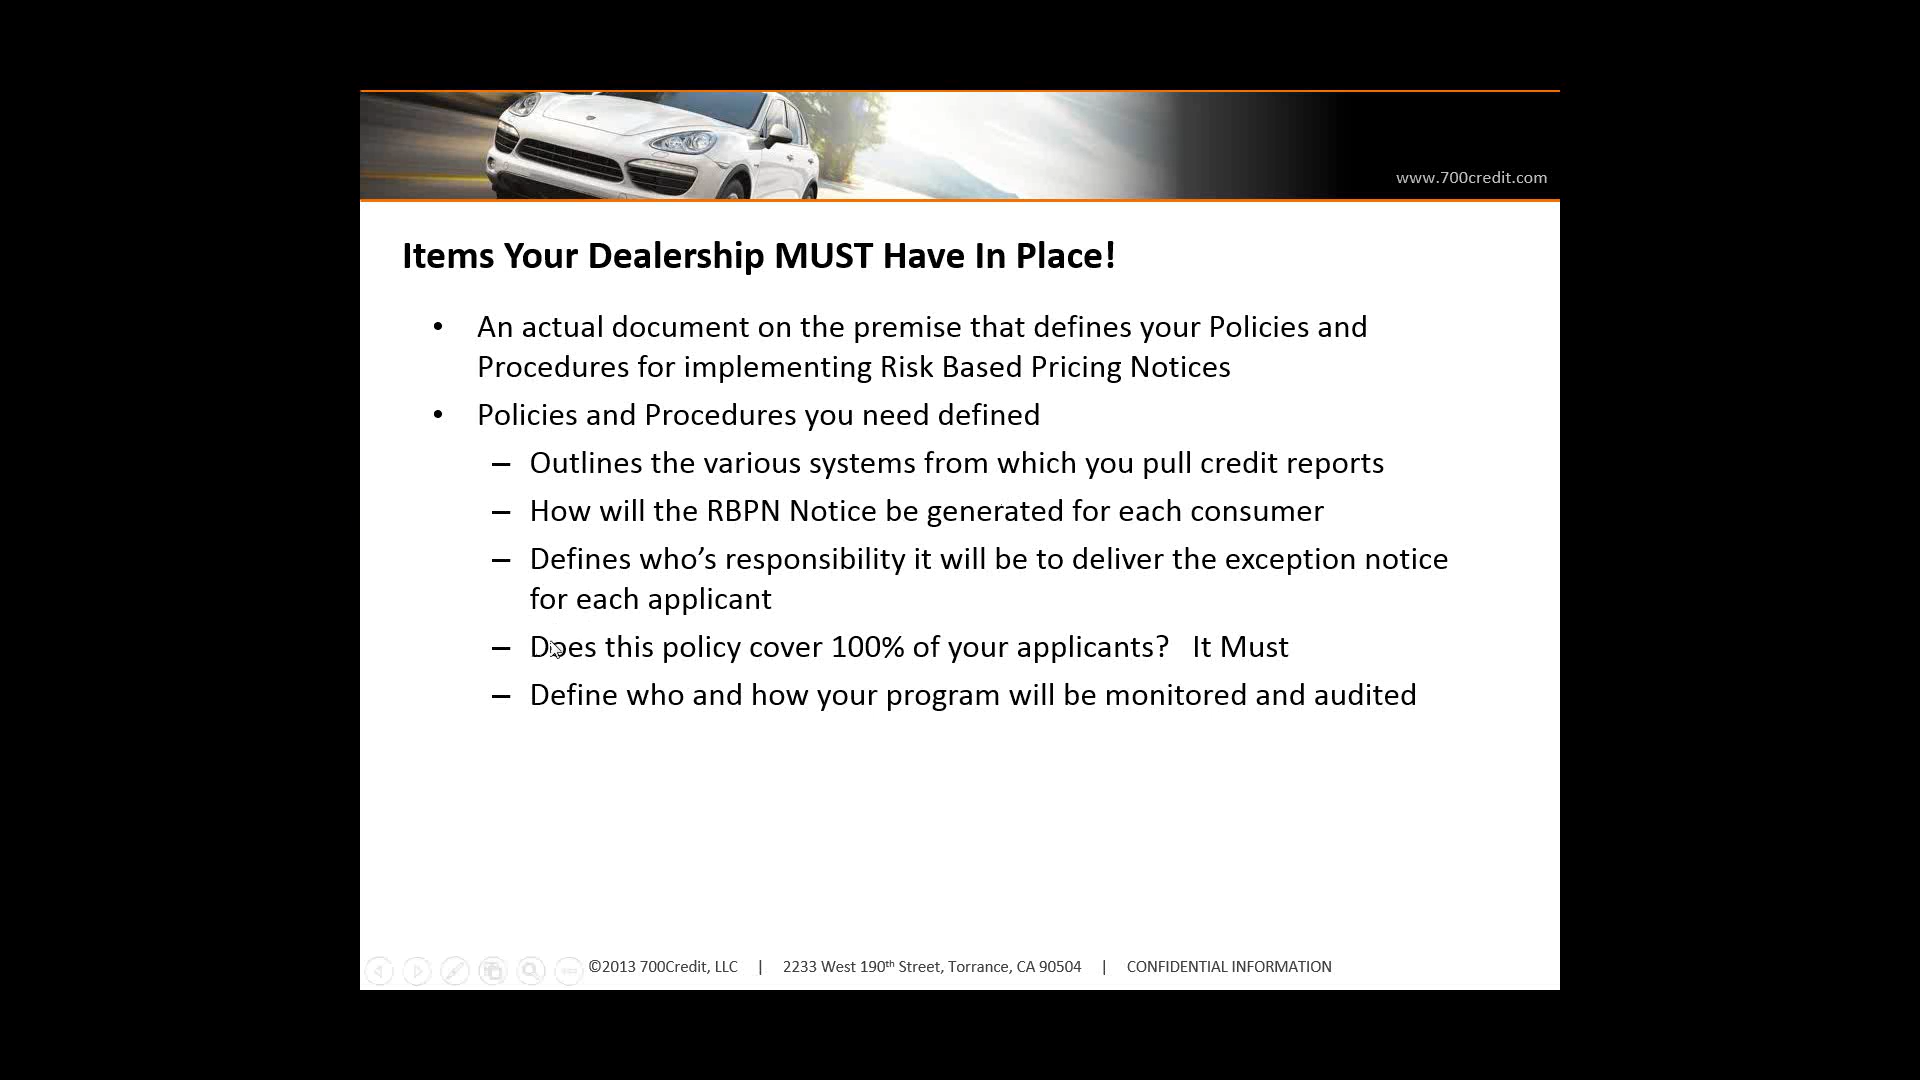 www.700credit.com
Items Your Dealership MUST Have In Place!
• An actual document on the premise that defines your Policies and
Procedures for implementing Risk Based Pricing Notices
• Policies and Procedures you need defined
– Outlines the various systems from which you pull credit reports
– How will the RBPN Notice be generated for each consumer
– Defines who’s responsibility it will be to deliver the exception notice
for each applicant
– Does this policy cover 100% of your applicants? It Must
– Define who and how your program will be monitored and audited
©2013 700Credit, LLC | 2233 West 190th Street, Torrance, CA 90504 | CONFIDENTIAL INFORMATION